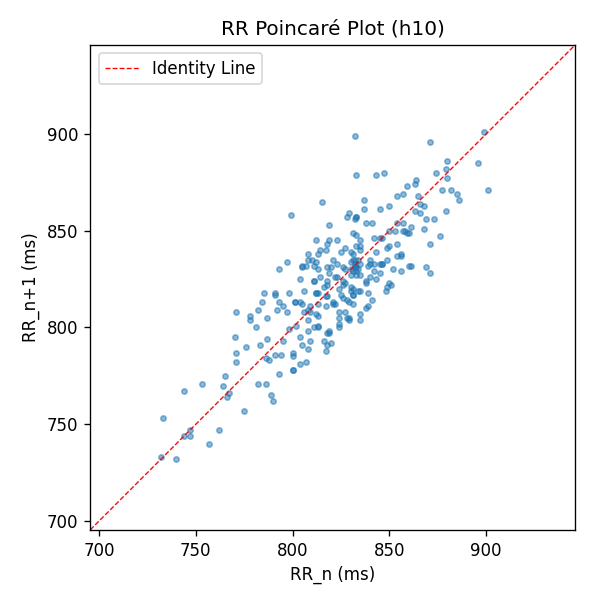 RR Poincaré Plot (h10)
Identity Line
900
850
800
750
700
RR_n+1 (ms)
700 750 800 850 900
RR_n (ms)